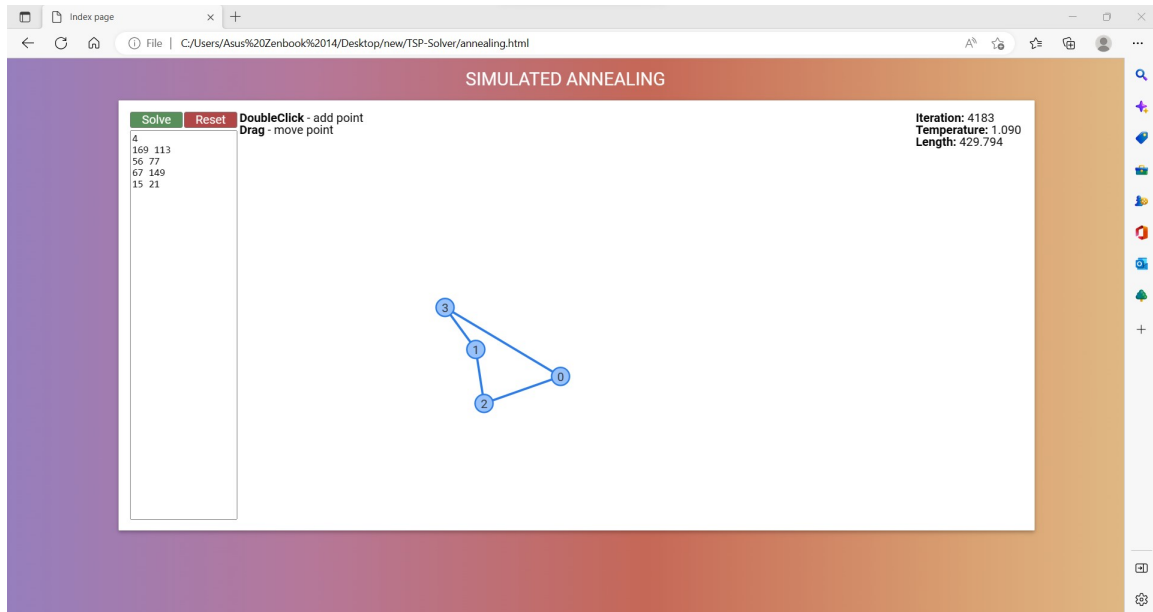 Index page
File | C:/Users/Asus%20Zenbook%2014/Desktop/new/TSP-Solver/annealing.html
SIMULATED ANNEALING
Solve Reset
DoubleClick - add point
Drag - move point
Iteration: 4183
Temperature: 1.090
Length: 429.794
4
169 113
56 77
67 149
15 21
3
1
0
2